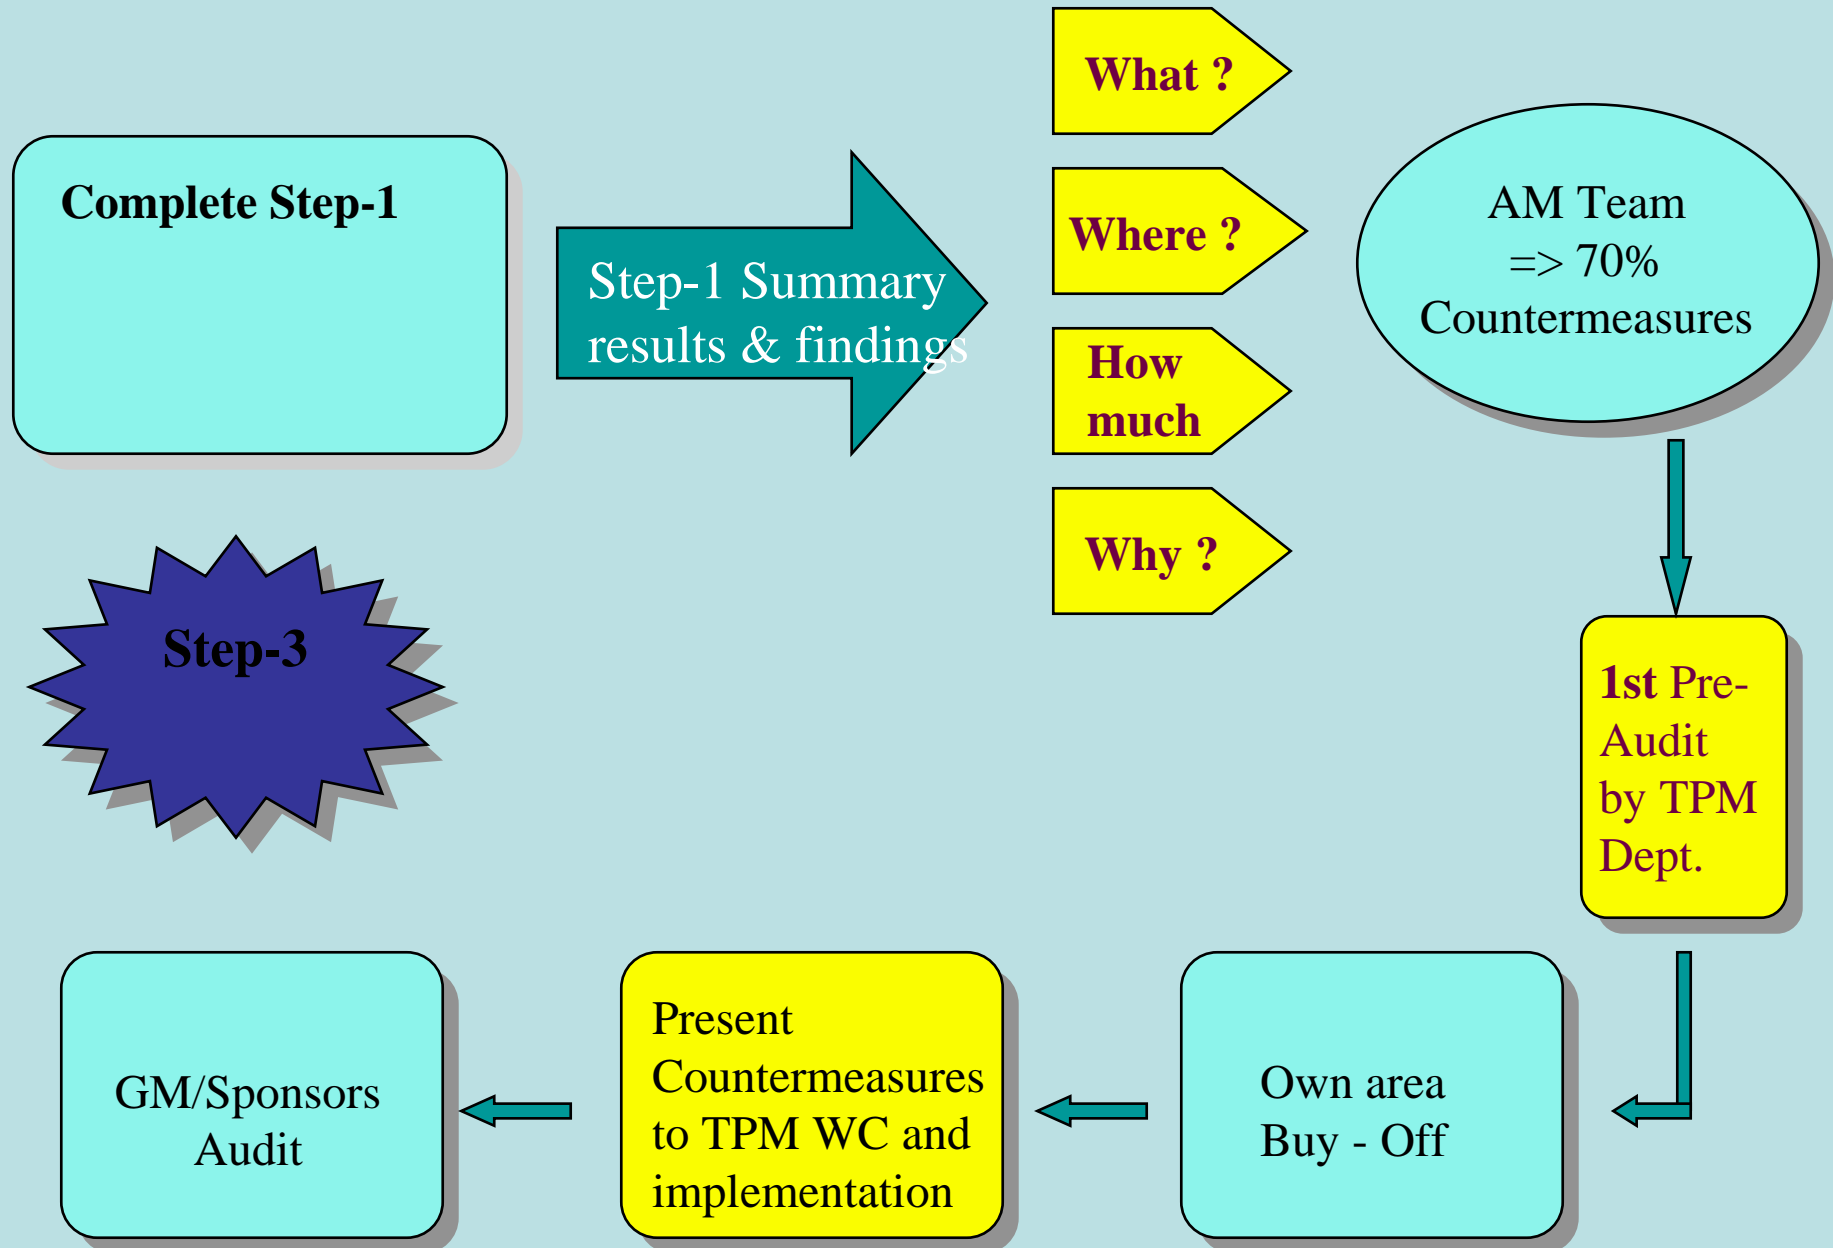 Complete Step-1
Step-1 Summary
results & findings
What ?
Where ?
How
much
Why ?
AM Team
=> 70%
Countermeasures
1st Pre-
Audit
by TPM
Dept.
Own area
Buy - Off
Present
Countermeasures
to TPM WC and
implementation
GM/Sponsors
Audit
Step-3